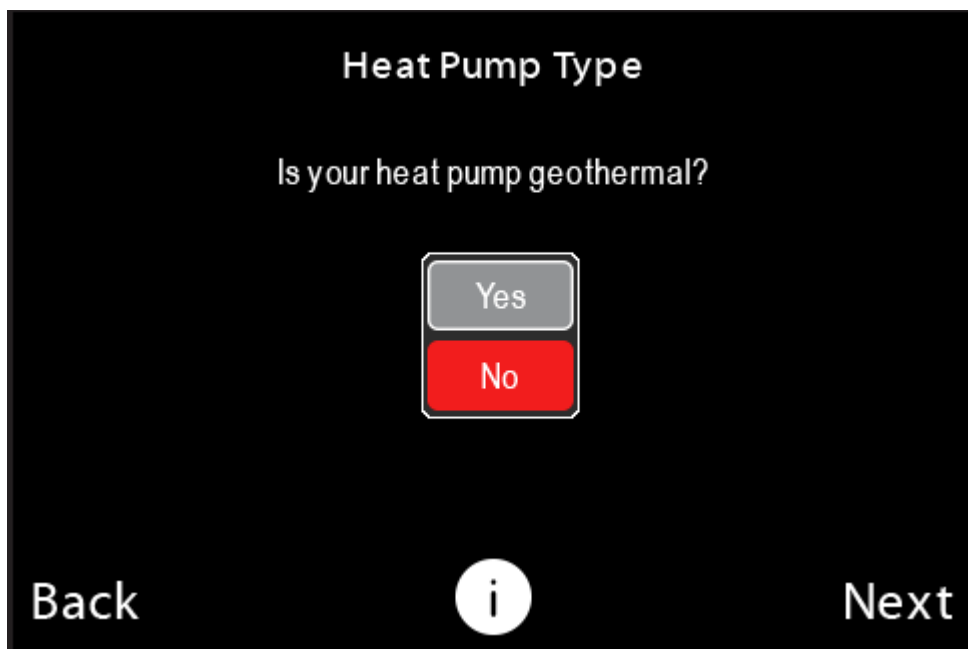 Heat Pump Type
Is your heat pump geothermal?
Yes
No
Back
i
Next